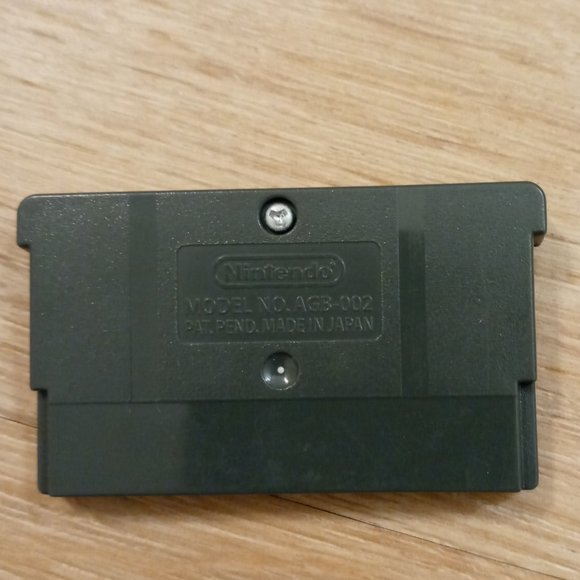 Nintendo
MODEL NO. AGB-002
PAT. PEND. MADE IN JAPAN